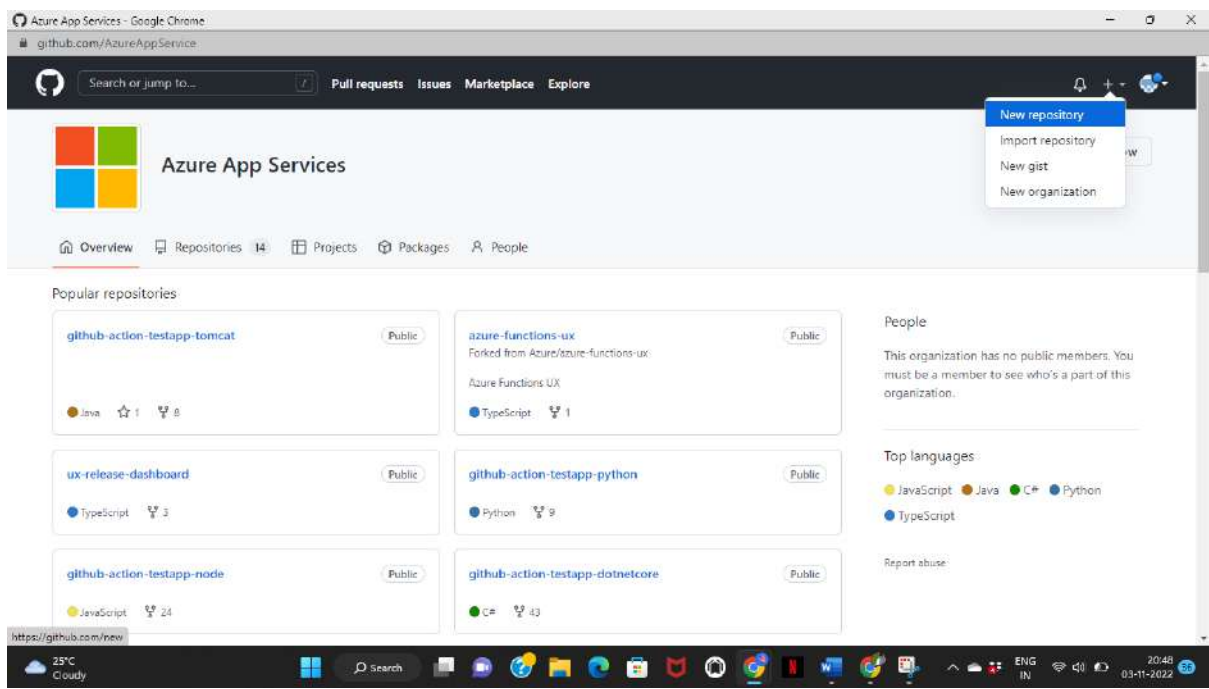 Azure App Services - Google Chrome
github.com/AzureAppService
Search or jump to...
/
Pull requests Issues Marketplace Explore
New repository
Import repository
New gist
New organization
Azure App Services
Overview Repositories 14 Projects Packages People
Popular repositories
github-action-testapp-tomcat Public
Java 1 8
azure-functions-ux Public
Forked from Azure/azure-functions-ux
Azure Functions UX
TypeScript 1
ux-release-dashboard Public
TypeScript 3
github-action-testapp-python Public
Python 9
github-action-testapp-node Public
JavaScript 24
github-action-testapp-dotnetcore Public
C# 43
People
This organization has no public members. You
must be a member to see who's a part of this
organization.
Top languages
JavaScript Java C# Python
TypeScript
Report abuse
https://github.com/new
25°C
Cloudy
Search
ENG
IN
20:48
03-11-2022